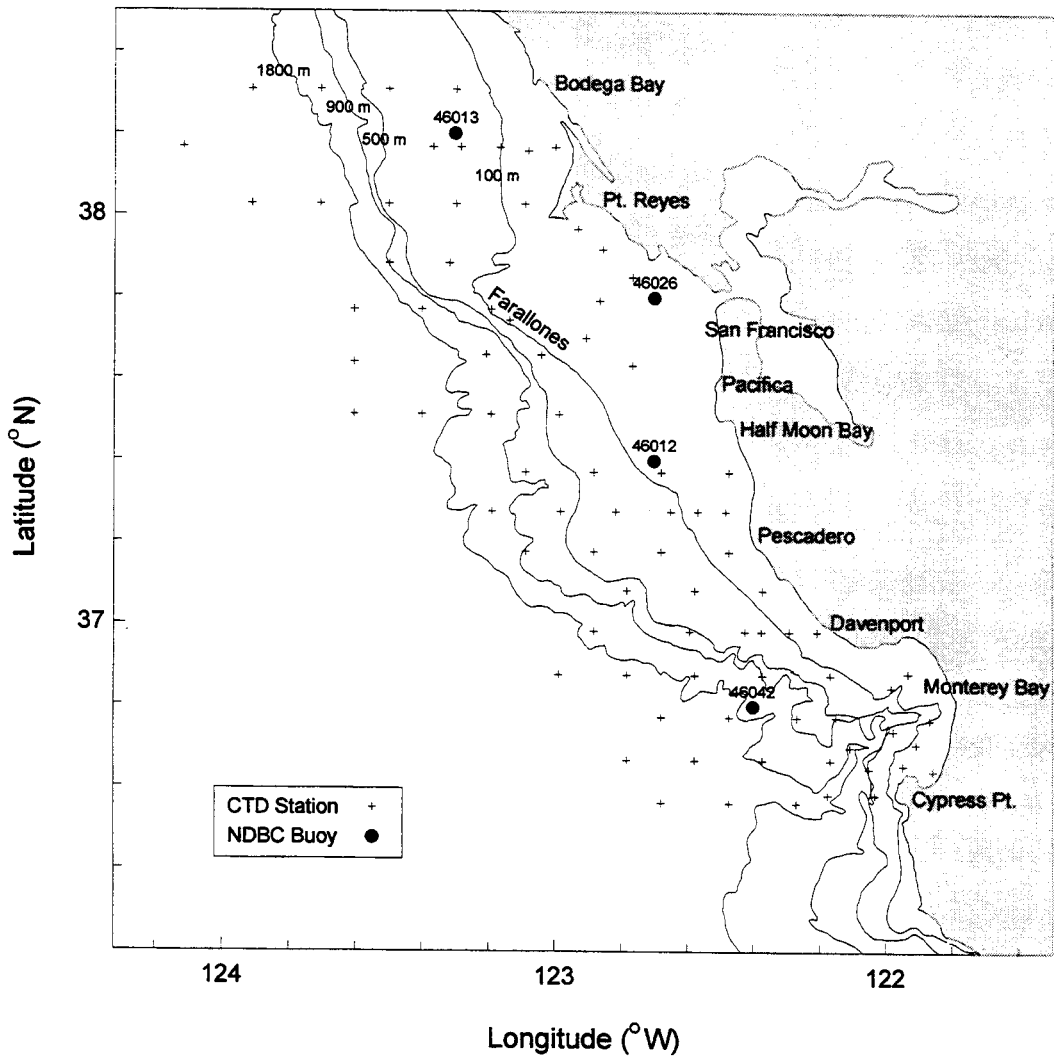 Bodega Bay
1800 m
900 m
46013
500 m
100 m
Pt. Reyes
38
46026
Farallones
San Francisco
Pacifica
Half Moon Bay
46012
Latitude (°N)
Pescadero
37
Davenport
Monterey Bay
46042
Cypress Pt.
CTD Station +
NDBC Buoy ●
124
123
122
Longitude (°W)